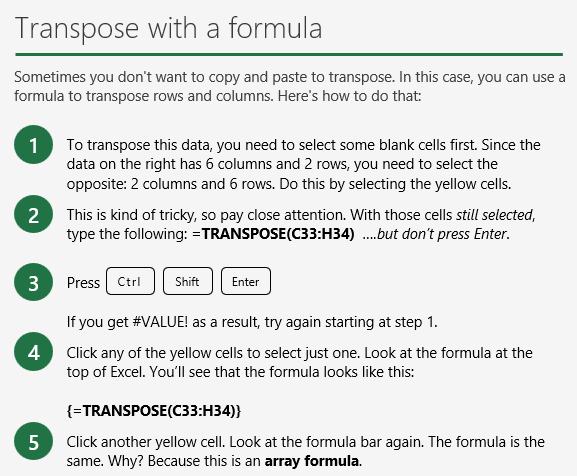 Transpose with a formula
Sometimes you don't want to copy and paste to transpose. In this case, you can use a
formula to transpose rows and columns. Here's how to do that:
1 To transpose this data, you need to select some blank cells first. Since the
data on the right has 6 columns and 2 rows, you need to select the
opposite: 2 columns and 6 rows. Do this by selecting the yellow cells.
2 This is kind of tricky, so pay close attention. With those cells still selected,
type the following: =TRANSPOSE(C33:H34) ....but don't press Enter.
3 Press Ctrl Shift Enter
If you get #VALUE! as a result, try again starting at step 1.
4 Click any of the yellow cells to select just one. Look at the formula at the
top of Excel. You'll see that the formula looks like this:
{=TRANSPOSE(C33:H34)}
5 Click another yellow cell. Look at the formula bar again. The formula is the
same. Why? Because this is an array formula.